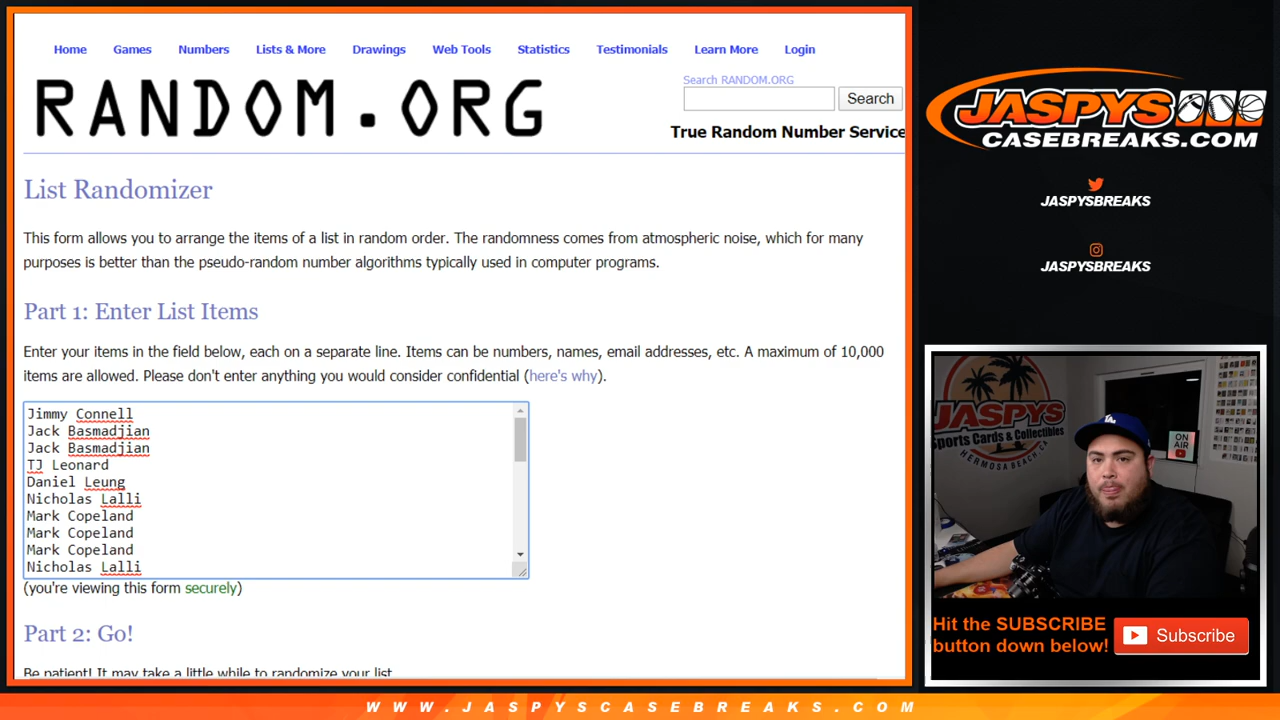 Home Games Numbers Lists & More Drawings Web Tools Statistics Testimonials Learn More Login
RANDOM.ORG
Search RANDOM.ORG
Search
True Random Number Service
List Randomizer
This form allows you to arrange the items of a list in random order. The randomness comes from atmospheric noise, which for many
purposes is better than the pseudo-random number algorithms typically used in computer programs.
Part 1: Enter List Items
Enter your items in the field below, each on a separate line. Items can be numbers, names, email addresses, etc. A maximum of 10,000
items are allowed. Please don't enter anything you would consider confidential (here's why).
Jimmy Connell
Jack Basmadjian
Jack Basmadjian
TJ Leonard
Daniel Leung
Nicholas Lalli
Mark Copeland
Mark Copeland
Mark Copeland
Nicholas Lalli
(you're viewing this form securely)
Part 2: Go!
Be patient! It may take a little while to randomize your list
JASPYS
CASEBREAKS.COM
JASPYSBREAKS
JASPYSBREAKS
JASPYS
Sports Cards & Collectibles
HERMOSA BEACH, CA
ON
AIR
Hit the SUBSCRIBE
button down below!
Subscribe
WWW.JASPYSCASEBREAKS.COM